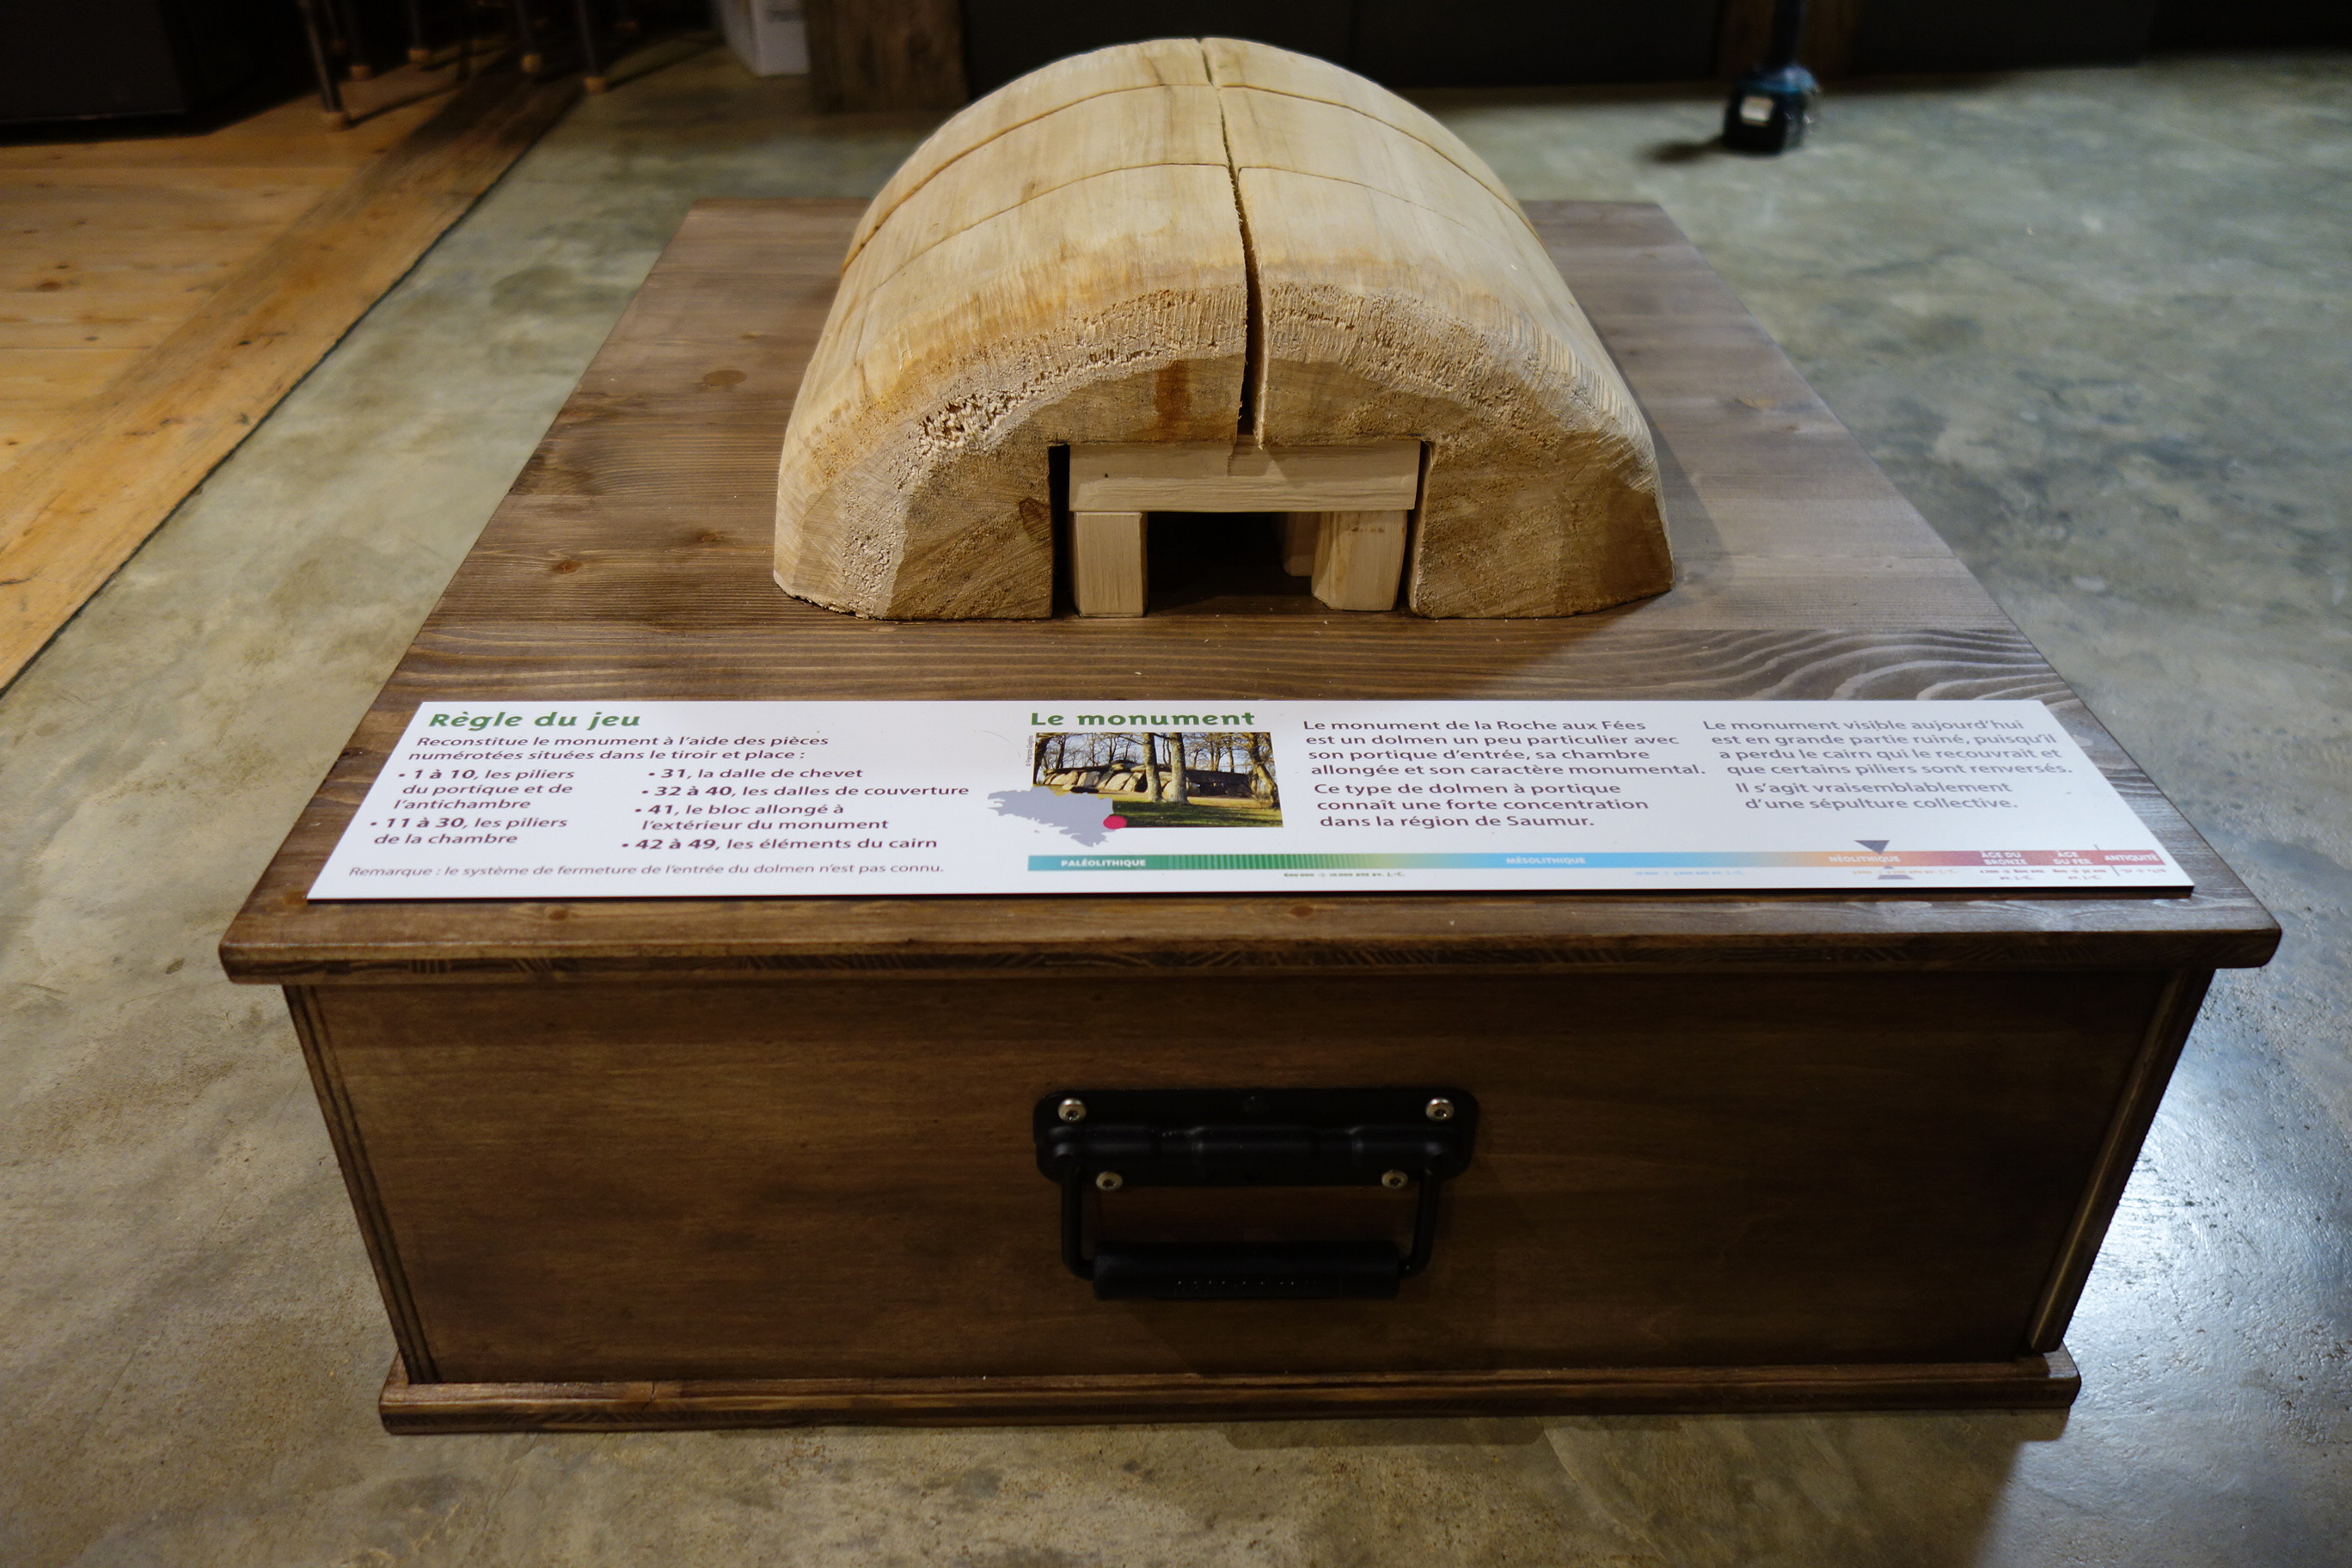 Règle du jeu
Reconstitue le monument à l'aide des pièces
numérotées situées dans le tiroir et place :
• 1 à 10, les piliers
du portique et de
l'antichambre
• 11 à 30, les piliers
de la chambre
• 31, la dalle de chevet
• 32 à 40, les dalles de couverture
• 41, le bloc allongé à
l'extérieur du monument
• 42 à 49, les éléments du cairn
Remarque : le système de fermeture de l'entrée du dolmen n'est pas connu.
Le monument
Le monument de la Roche aux Fées
est un dolmen un peu particulier avec
son portique d'entrée, sa chambre
allongée et son caractère monumental.
Ce type de dolmen à portique
connaît une forte concentration
dans la région de Saumur.
Le monument visible aujourd'hui
est en grande partie ruiné, puisqu'il
a perdu le cairn qui le recouvrait et
que certains piliers sont renversés.
Il s'agit vraisemblablement
d'une sépulture collective.
PALÉOLITHIQUE
MÉSOLITHIQUE
NÉOLITHIQUE
ÂGE DU
BRONZE
ÂGE
DU FER
ANTIQUITÉ